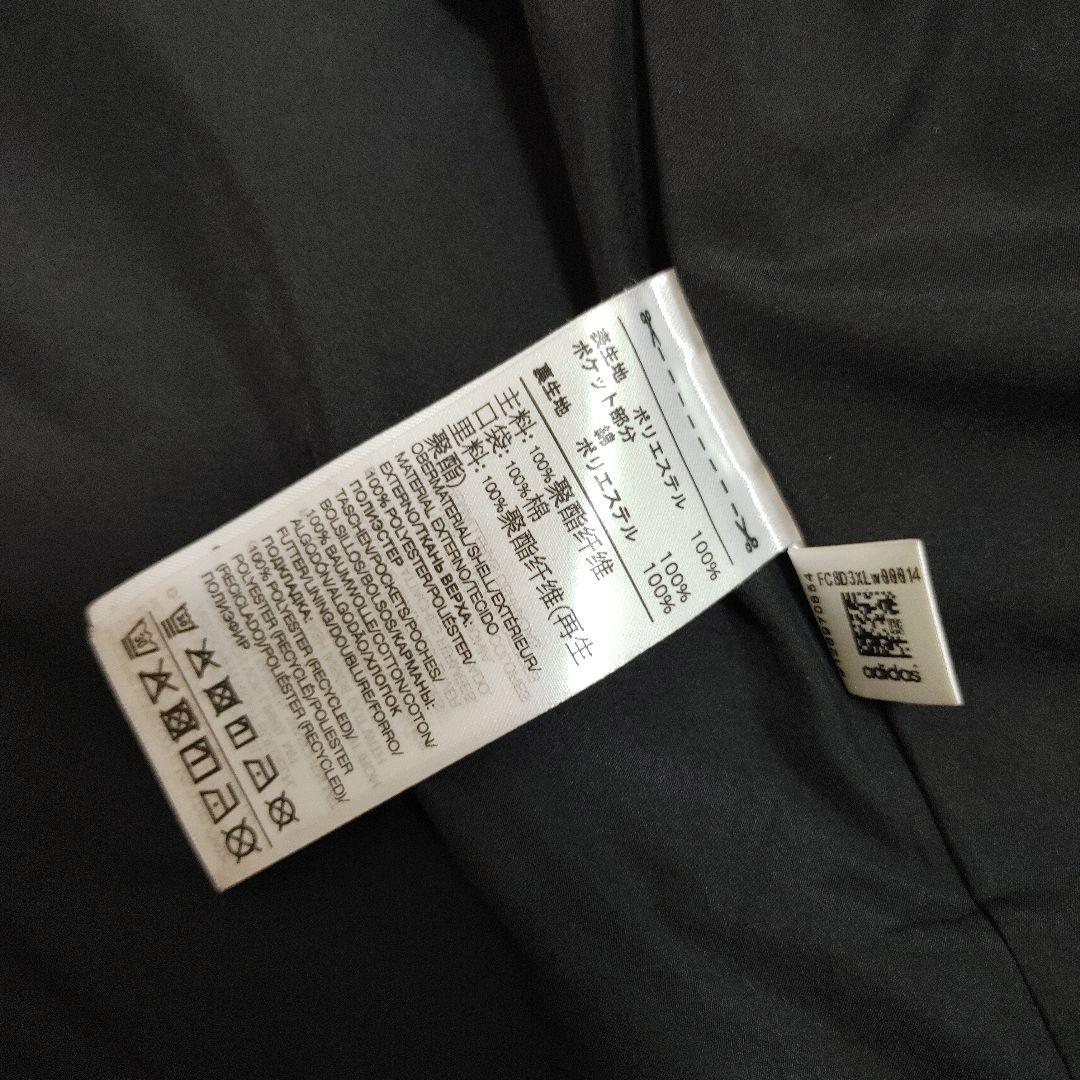 表生地 ポリエステル 100%
ポケット部分 綿 100%
裏生地 ポリエステル 100%
主料: 100%聚酯纤维
口袋: 100%棉
里料: 100%聚酯纤维(再生
聚酯)
OBERMATERIAL/SHELL/EXTÉRIEUR/
MATERIAL EXTERNO/TECIDO
EXTERNO/ТКАНЬ ВЕРХА:
100% POLYESTER/POLIÉSTER/
ПОЛИЭСТЕР
TASCHEN/POCKETS/POCHES/
BOLSILLOS/BOLSOS/КАРМАНЫ:
100% BAUMWOLLE/COTTON/COTON/
ALGODÓN/ALGODÃO/ХЛОПОК
FUTTER/LINING/DOUBLURE/FORRO/
ПОДКЛАДКА:
100% POLYESTER (RECYCELT)/
POLYESTER (RECYCLED)/
POLYESTER (RECYCLÉ)/POLIÉSTER
(RECICLADO)/POLIÉSTER (RECYCLED)/
ПОЛИЭФИР
FC8D3XLw00014
adidas